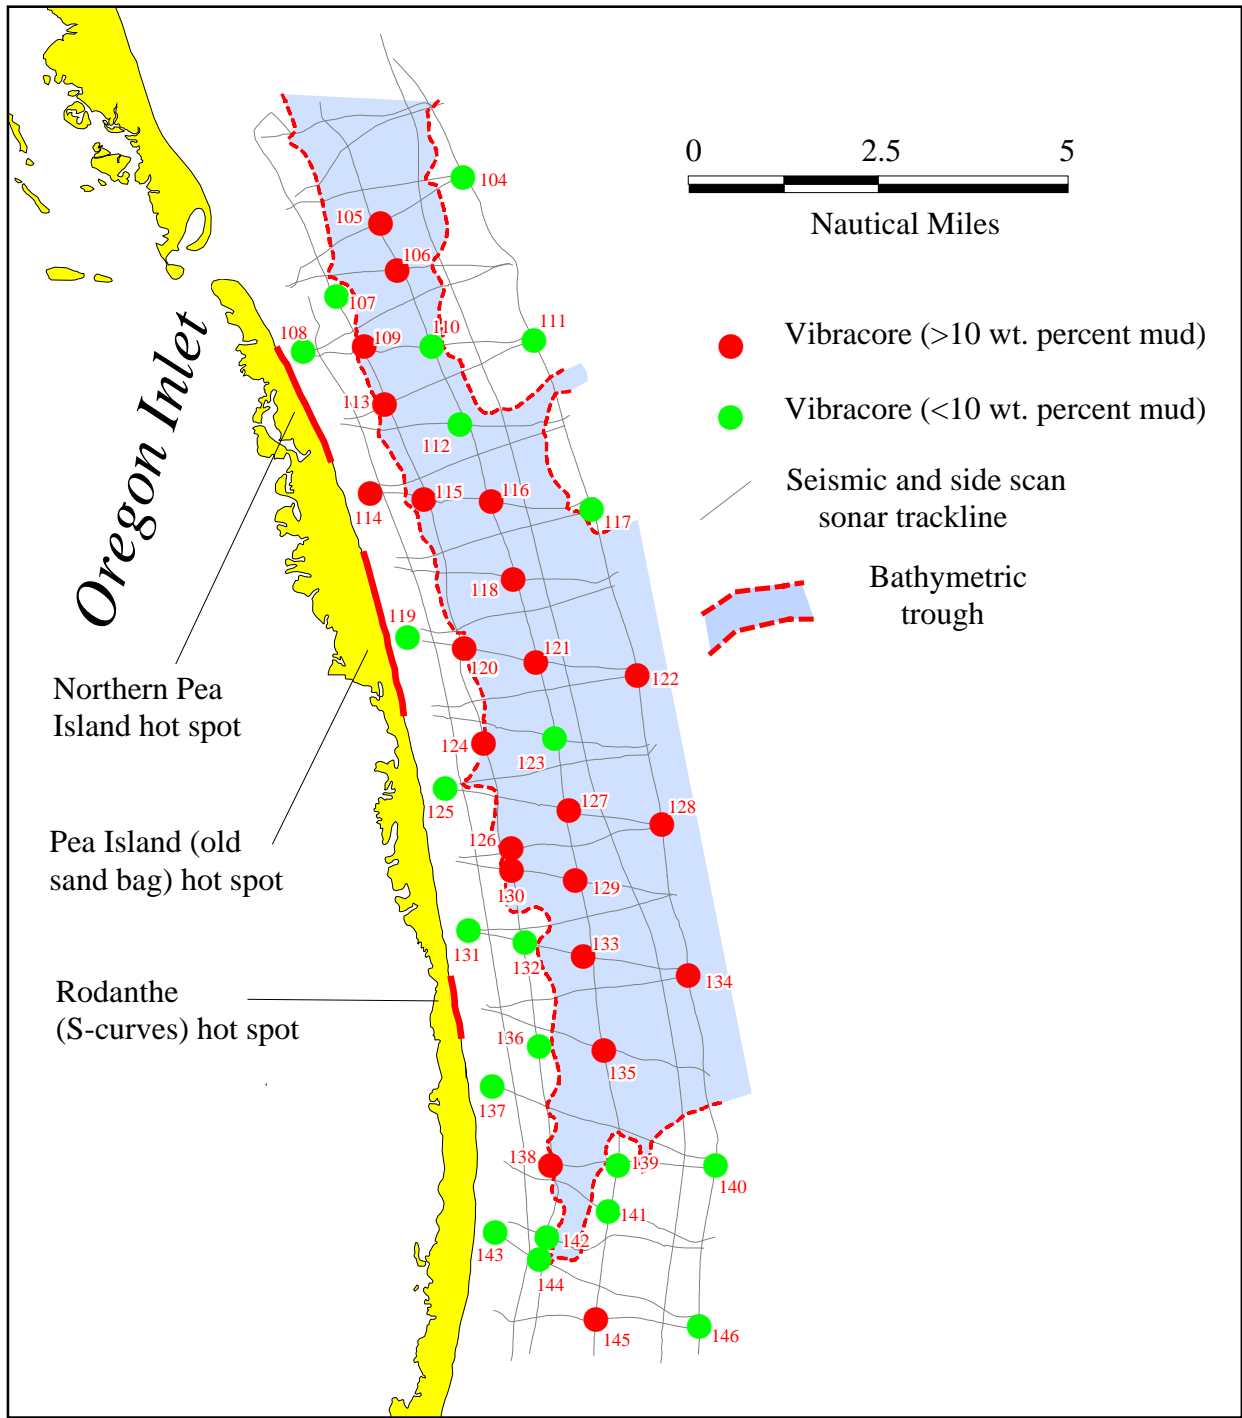 0 2.5 5
Nautical Miles
Vibracore (>10 wt. percent mud)
Vibracore (<10 wt. percent mud)
Seismic and side scan
sonar trackline
Bathymetric
trough
Oregon Inlet
Northern Pea
Island hot spot
Pea Island (old
sand bag) hot spot
Rodanthe
(S-curves) hot spot
104
105
106
107
108
109
110
111
112
113
114
115
116
117
118
119
120
121
122
123
124
125
126
127
128
129
130
131
132
133
134
135
136
137
138
139
140
141
142
143
144
145
146